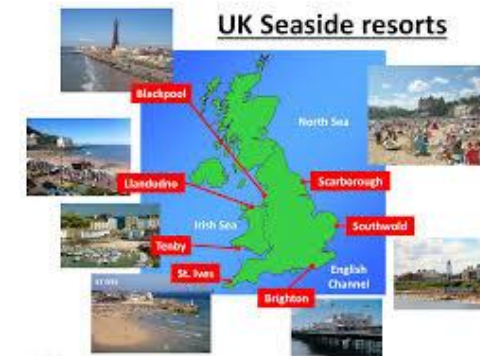 UK Seaside resorts
Blackpool
North Sea
Llandudno
Scarborough
Irish Sea
Southwold
Tenby
St. Ives
English
Channel
Brighton